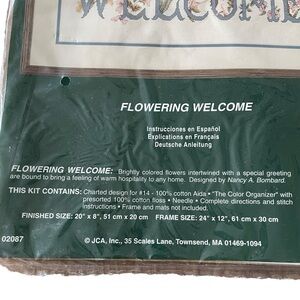 WELCOME
FLOWERING WELCOME
Instrucciones en Español
Explications en Français
Deutsche Anleitung
FLOWERING WELCOME: Brightly colored flowers intertwined with a special greeting
are bound to bring a feeling of warm hospitality to any home. Designed by Nancy A. Bombard.
THIS KIT CONTAINS: Charted design for #14 - 100% cotton Aida • "The Color Organizer" with
presorted 100% cotton floss • Needle • Complete directions and stitch
instructions • Frame and mats not included.
FINISHED SIZE: 20" x 8", 51 cm x 20 cm FRAME SIZE: 24" x 12", 61 cm x 30 cm
02087
© JCA, Inc., 35 Scales Lane, Townsend, MA 01469-1094